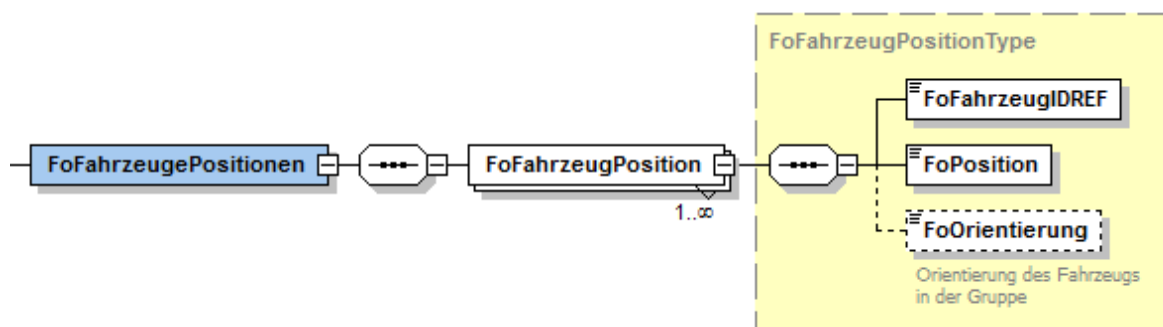 FoFahrzeugPositionType
FoFahrzeugIDREF
FoFahrzeugePositionen
FoFahrzeugPosition
1..∞
FoPosition
FoOrientierung
Orientierung des Fahrzeugs
in der Gruppe